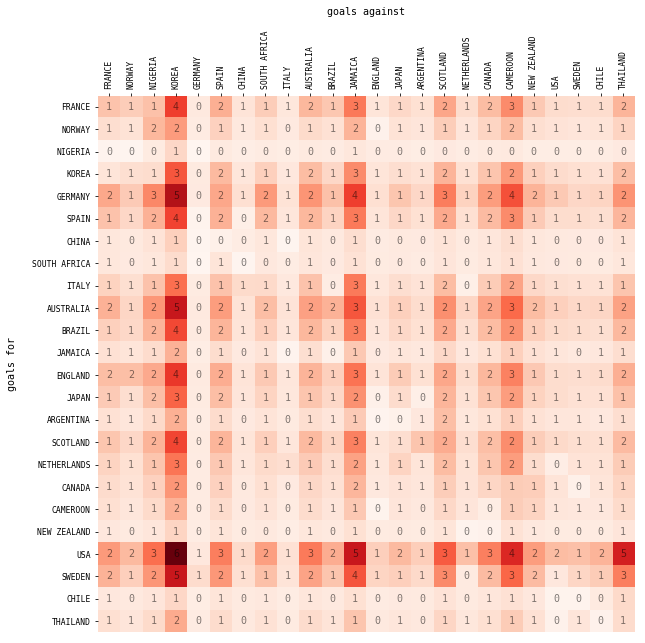 goals against
FRANCE NORWAY NIGERIA KOREA GERMANY SPAIN CHINA SOUTH AFRICA ITALY AUSTRALIA BRAZIL JAMAICA ENGLAND JAPAN ARGENTINA SCOTLAND NETHERLANDS CANADA CAMEROON NEW ZEALAND USA SWEDEN CHILE THAILAND
goals for
FRANCE 1 1 1 4 0 2 1 1 1 2 1 3 1 1 1 2 1 2 3 1 1 1 1 2
NORWAY 1 1 2 2 0 1 1 1 0 1 1 2 0 1 1 1 1 1 2 1 1 1 1 1
NIGERIA 0 0 0 1 0 0 0 0 0 0 0 1 0 0 0 0 0 0 0 0 0 0 0 0
KOREA 1 1 1 3 0 2 1 1 1 2 1 3 1 1 1 2 1 1 2 1 1 1 1 2
GERMANY 2 1 3 5 0 2 1 2 1 2 1 4 1 1 1 3 1 2 4 2 1 1 1 2
SPAIN 1 1 2 4 0 2 0 2 1 2 1 3 1 1 1 2 1 2 3 1 1 1 1 2
CHINA 1 0 1 1 0 0 0 1 0 1 0 1 0 0 0 1 0 1 1 1 0 0 0 1
SOUTH AFRICA 1 0 1 1 0 1 0 0 0 1 0 1 0 0 0 1 0 1 1 1 0 0 0 1
ITALY 1 1 1 3 0 1 1 1 1 1 0 3 1 1 1 2 0 1 2 1 1 1 1 1
AUSTRALIA 2 1 2 5 0 2 1 2 1 2 2 3 1 1 1 2 1 2 3 2 1 1 1 2
BRAZIL 1 1 2 4 0 2 1 1 1 2 1 3 1 1 1 2 1 2 2 1 1 1 1 2
JAMAICA 1 1 1 2 0 1 0 1 0 1 0 1 0 1 1 1 1 1 1 1 1 0 1 1
ENGLAND 2 2 2 4 0 2 1 1 1 2 1 3 1 1 1 2 1 2 3 1 1 1 1 2
JAPAN 1 1 2 3 0 2 1 1 1 1 1 2 0 1 0 2 1 1 2 1 1 1 1 1
ARGENTINA 1 1 1 2 0 1 0 1 0 1 1 1 0 0 1 2 1 1 1 1 1 1 1 1
SCOTLAND 1 1 2 4 0 2 1 1 1 2 1 3 1 1 1 2 1 2 2 1 1 1 1 2
NETHERLANDS 1 1 1 3 0 1 1 1 1 1 1 2 1 1 1 2 1 1 2 1 0 1 1 1
CANADA 1 1 1 2 0 1 0 1 0 1 1 2 1 1 1 1 1 1 1 1 1 0 1 1
CAMEROON 1 1 1 2 0 1 0 1 0 1 1 1 0 1 0 1 1 0 1 1 1 1 1 1
NEW ZEALAND 1 0 1 1 0 1 0 0 0 1 0 1 0 0 0 1 0 0 1 1 0 0 0 1
USA 2 2 3 6 1 3 1 2 1 3 2 5 1 2 1 3 1 3 4 2 2 1 2 5
SWEDEN 2 1 2 5 1 2 1 1 1 2 1 4 1 1 1 3 0 2 3 2 1 1 1 3
CHILE 1 0 1 1 0 1 0 1 0 1 0 1 0 0 0 1 0 1 1 1 0 0 0 1
THAILAND 1 1 1 2 0 1 0 1 0 1 1 1 0 1 0 1 1 1 1 1 0 1 0 1